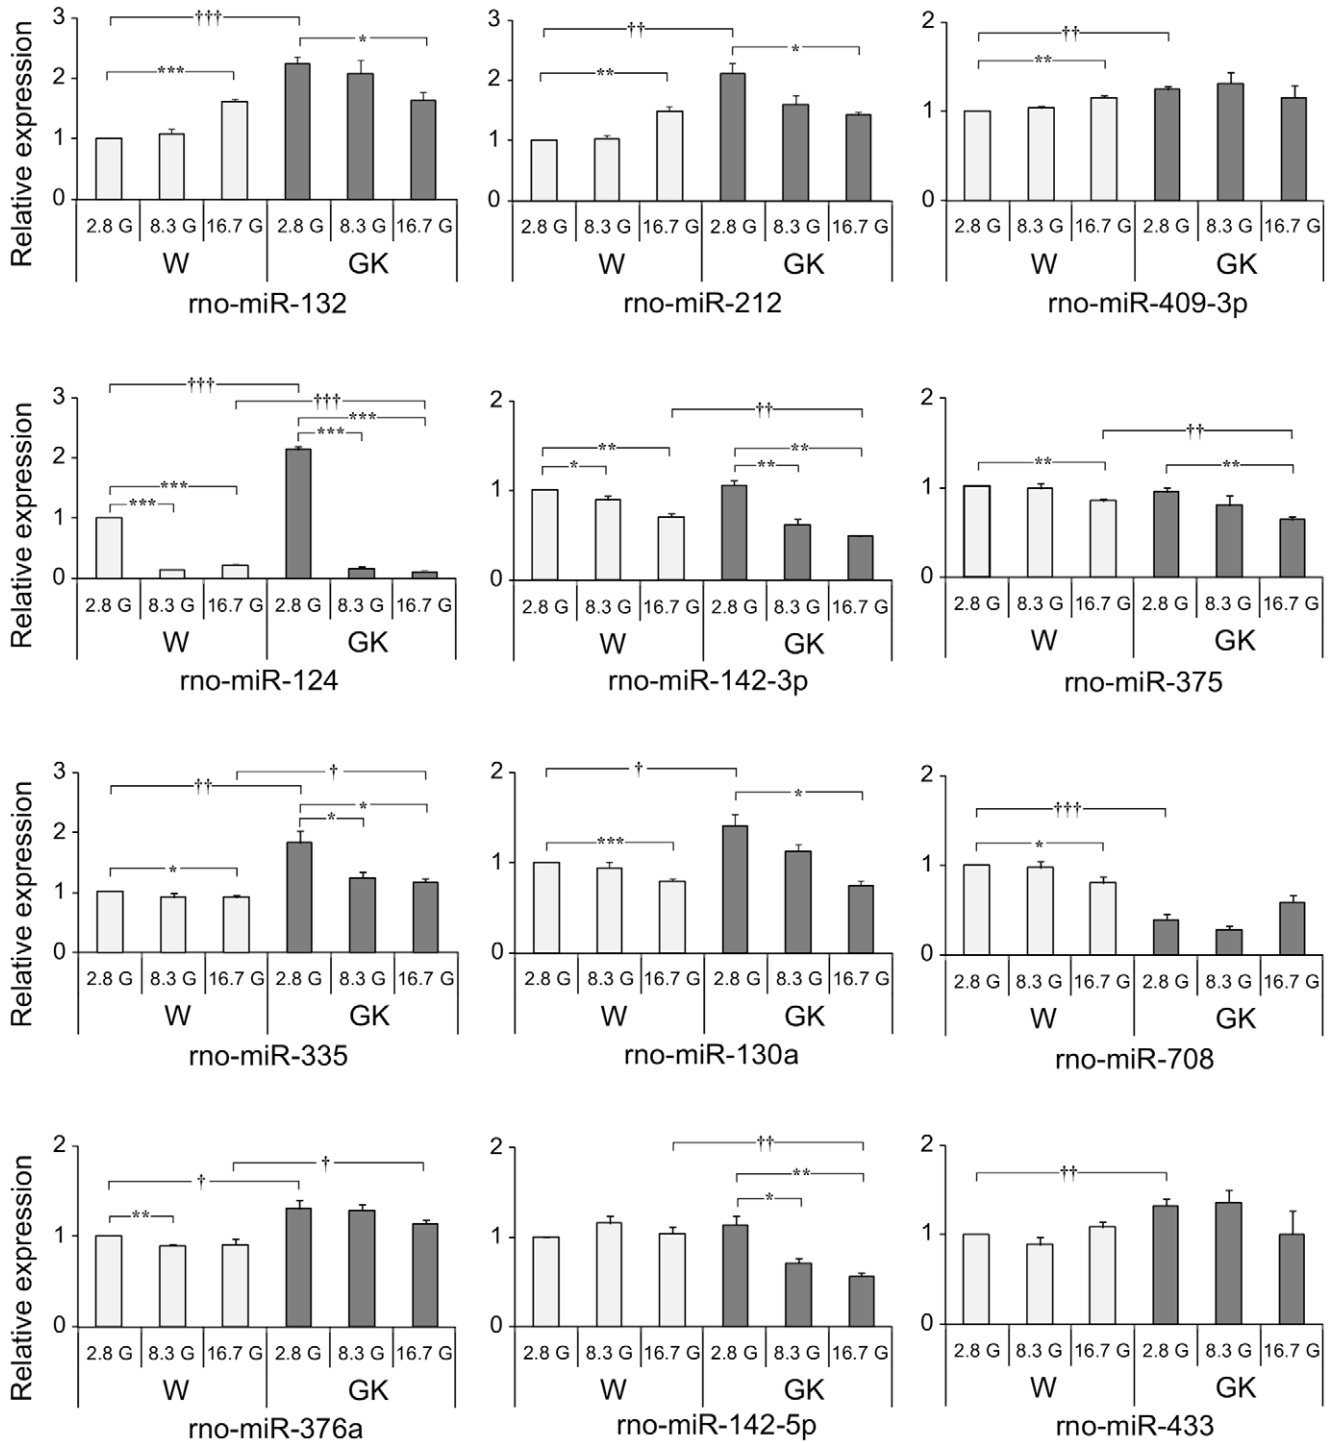 3 ††† * *** 2 1 0 Relative expression
2.8 G 8.3 G 16.7 G 2.8 G 8.3 G 16.7 G
W GK
rno-miR-132
3 †† * ** 2 1 0
2.8 G 8.3 G 16.7 G 2.8 G 8.3 G 16.7 G
W GK
rno-miR-212
2 †† ** 1 0
2.8 G 8.3 G 16.7 G 2.8 G 8.3 G 16.7 G
W GK
rno-miR-409-3p
3 ††† ††† *** *** *** *** 2 1 0 Relative expression
2.8 G 8.3 G 16.7 G 2.8 G 8.3 G 16.7 G
W GK
rno-miR-124
2 †† ** ** * ** 1 0
2.8 G 8.3 G 16.7 G 2.8 G 8.3 G 16.7 G
W GK
rno-miR-142-3p
2 †† ** ** 1 0
2.8 G 8.3 G 16.7 G 2.8 G 8.3 G 16.7 G
W GK
rno-miR-375
3 † †† * * * 2 1 0 Relative expression
2.8 G 8.3 G 16.7 G 2.8 G 8.3 G 16.7 G
W GK
rno-miR-335
2 † * *** 1 0
2.8 G 8.3 G 16.7 G 2.8 G 8.3 G 16.7 G
W GK
rno-miR-130a
2 ††† * 1 0
2.8 G 8.3 G 16.7 G 2.8 G 8.3 G 16.7 G
W GK
rno-miR-708
2 † † ** 1 0 Relative expression
2.8 G 8.3 G 16.7 G 2.8 G 8.3 G 16.7 G
W GK
rno-miR-376a
2 †† ** * 1 0
2.8 G 8.3 G 16.7 G 2.8 G 8.3 G 16.7 G
W GK
rno-miR-142-5p
2 †† 1 0
2.8 G 8.3 G 16.7 G 2.8 G 8.3 G 16.7 G
W GK
rno-miR-433